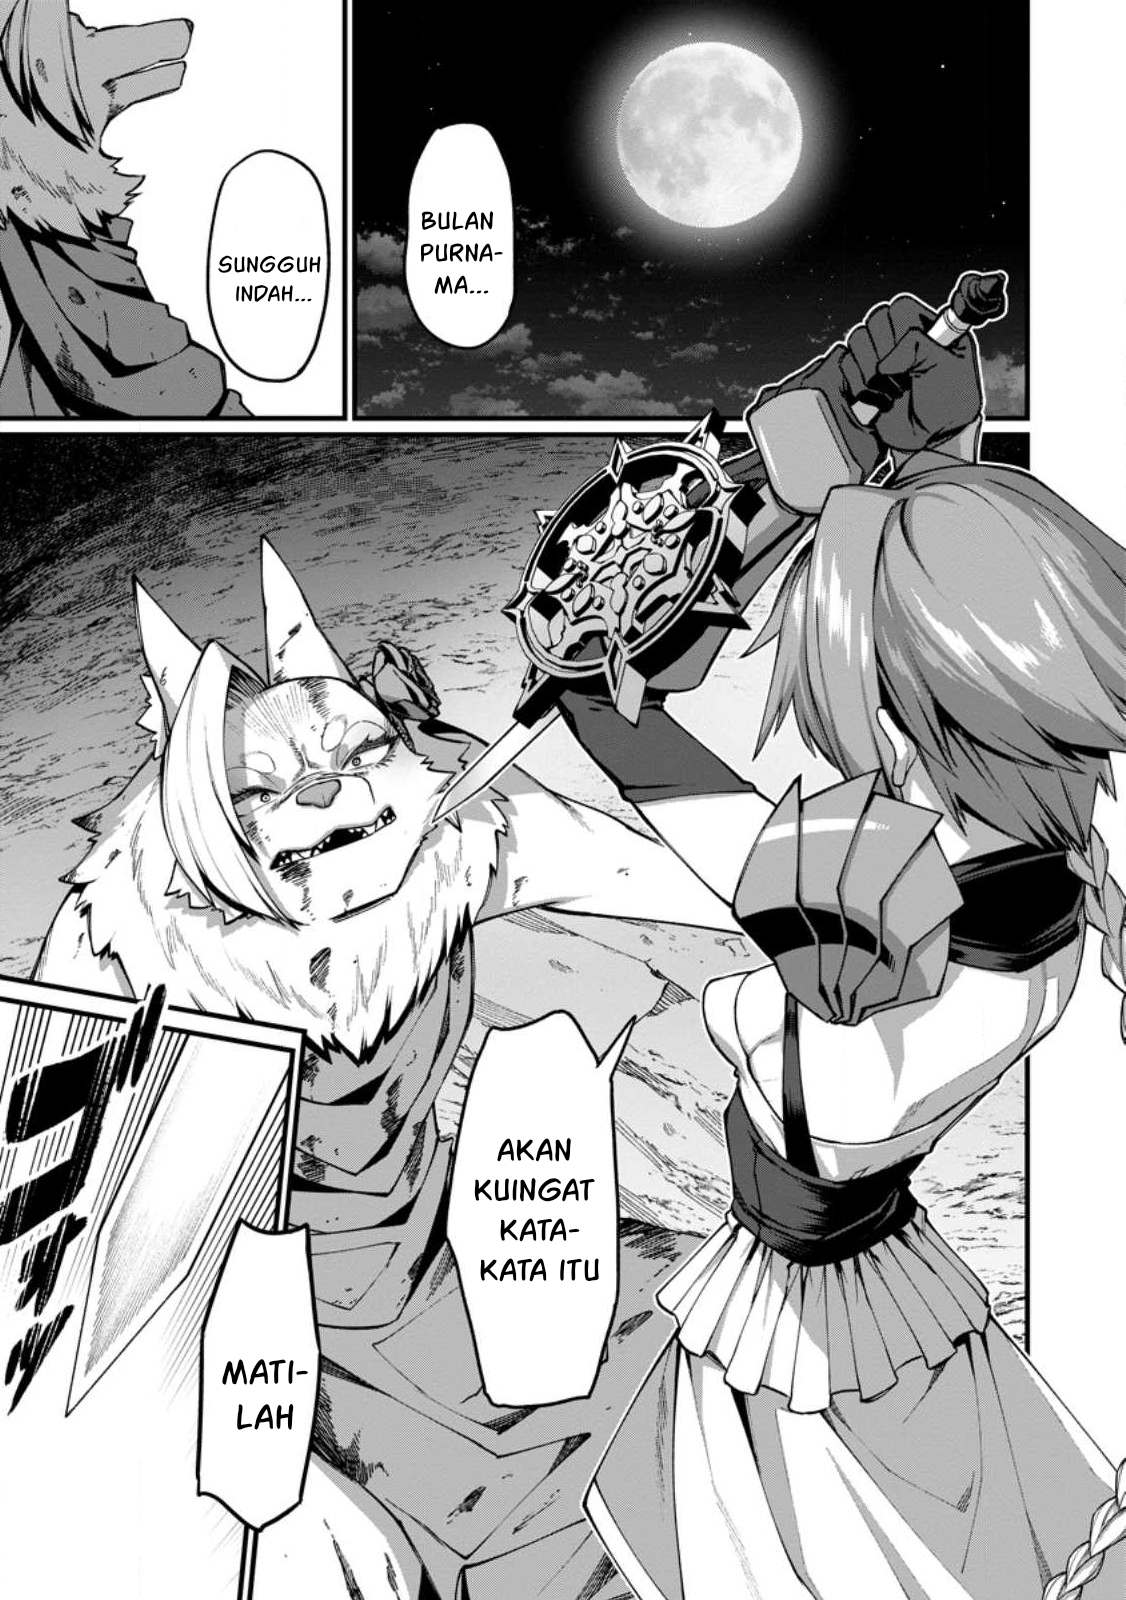 BULAN
PURNA-
MA...
SUNGGUH
INDAH...
AKAN
KUINGAT
KATA-
KATA ITU
MATI-
LAH